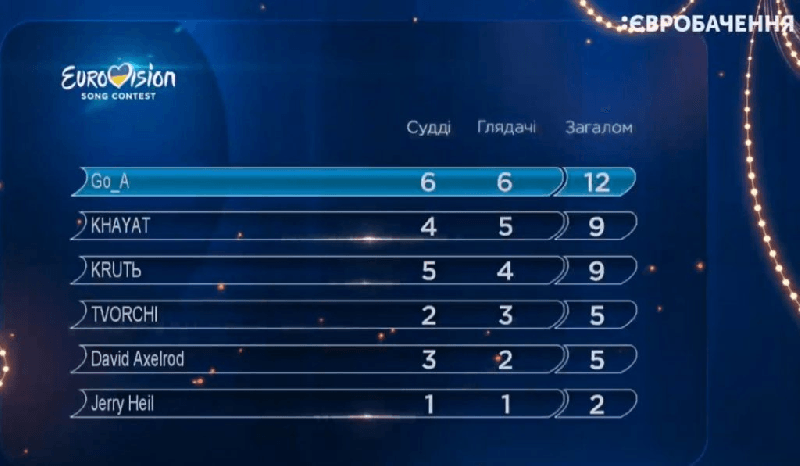 :ЄВРОБАЧЕННЯ
EUROVISION
SONG CONTEST
Судді Глядачі Загалом
Go_A 6 6 12
KHAYAT 4 5 9
KRUTЬ 5 4 9
TVORCHI 2 3 5
David Axelrod 3 2 5
Jerry Heil 1 1 2